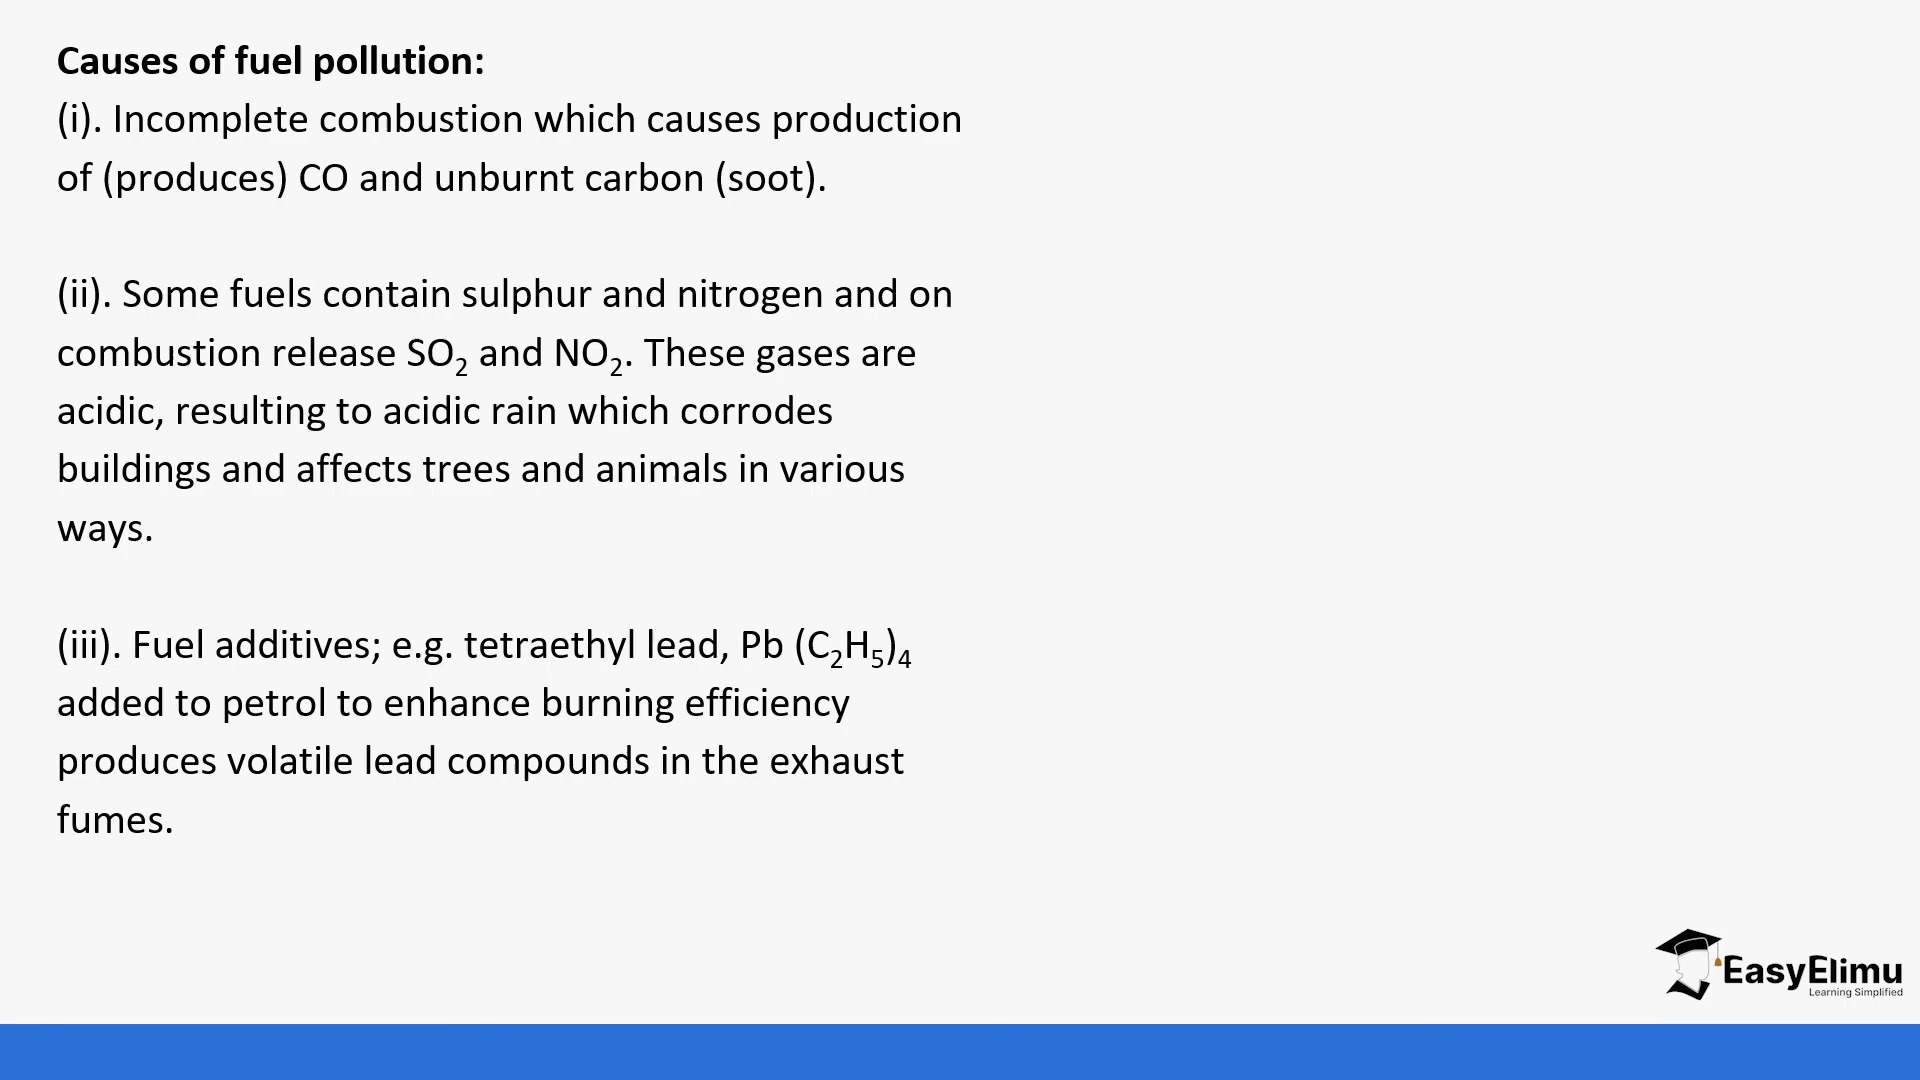 Causes of fuel pollution:
(i). Incomplete combustion which causes production
of (produces) CO and unburnt carbon (soot).
(ii). Some fuels contain sulphur and nitrogen and on
combustion release SO₂ and NO₂. These gases are
acidic, resulting to acidic rain which corrodes
buildings and affects trees and animals in various
ways.
(iii). Fuel additives; e.g. tetraethyl lead, Pb (C₂H₅)₄
added to petrol to enhance burning efficiency
produces volatile lead compounds in the exhaust
fumes.
EasyElimu
Learning Simplified